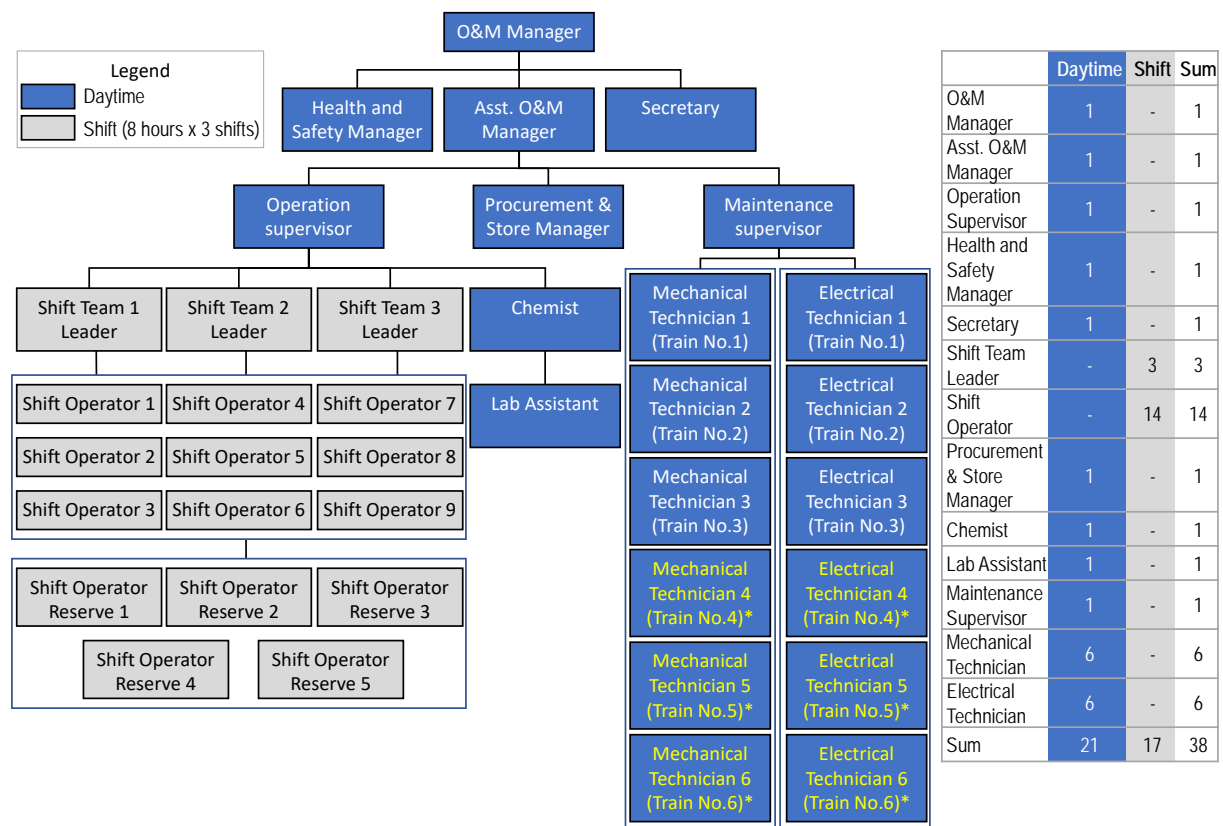 O&M Manager
Legend
Daytime
Shift (8 hours x 3 shifts)
Health and
Safety Manager
Asst. O&M
Manager
Secretary
Operation
supervisor
Procurement &
Store Manager
Maintenance
supervisor
Shift Team 1
Leader
Shift Team 2
Leader
Shift Team 3
Leader
Chemist
Shift Operator 1
Shift Operator 4
Shift Operator 7
Lab Assistant
Shift Operator 2
Shift Operator 5
Shift Operator 8
Shift Operator 3
Shift Operator 6
Shift Operator 9
Shift Operator
Reserve 1
Shift Operator
Reserve 2
Shift Operator
Reserve 3
Shift Operator
Reserve 4
Shift Operator
Reserve 5
Mechanical
Technician 1
(Train No.1)
Electrical
Technician 1
(Train No.1)
Mechanical
Technician 2
(Train No.2)
Electrical
Technician 2
(Train No.2)
Mechanical
Technician 3
(Train No.3)
Electrical
Technician 3
(Train No.3)
Mechanical
Technician 4
(Train No.4)*
Electrical
Technician 4
(Train No.4)*
Mechanical
Technician 5
(Train No.5)*
Electrical
Technician 5
(Train No.5)*
Mechanical
Technician 6
(Train No.6)*
Electrical
Technician 6
(Train No.6)*
Daytime Shift Sum
O&M
Manager 1 - 1
Asst. O&M
Manager 1 - 1
Operation
Supervisor 1 - 1
Health and
Safety
Manager 1 - 1
Secretary 1 - 1
Shift Team
Leader - 3 3
Shift
Operator - 14 14
Procurement
& Store
Manager 1 - 1
Chemist 1 - 1
Lab Assistant 1 - 1
Maintenance
Supervisor 1 - 1
Mechanical
Technician 6 - 6
Electrical
Technician 6 - 6
Sum 21 17 38